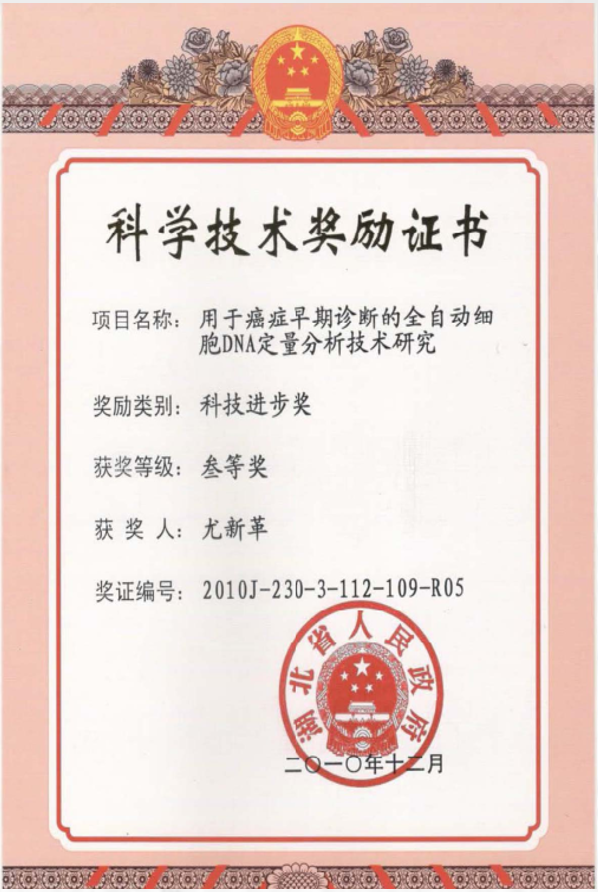 科学技术奖励证书
项目名称：用于癌症早期诊断的全自动细
胞DNA定量分析技术研究
奖励类别：科技进步奖
获奖等级：叁等奖
获奖人：尤新革
奖证编号：2010J-230-3-112-109-R05
湖北省人民政府
二〇一〇年十二月